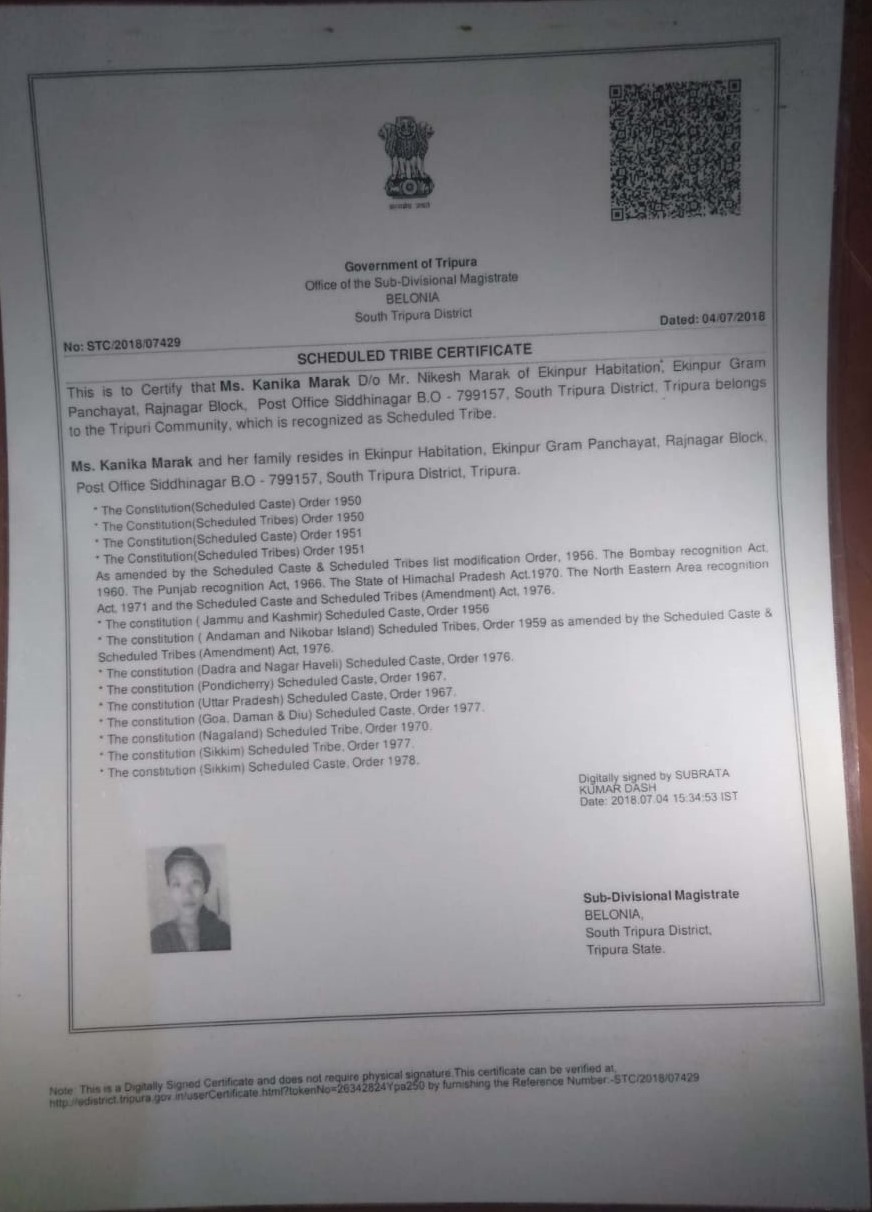 Government of Tripura
Office of the Sub-Divisional Magistrate
BELONIA
South Tripura District
No: STC/2018/07429
Dated: 04/07/2018
SCHEDULED TRIBE CERTIFICATE
This is to Certify that Ms. Kanika Marak D/o Mr. Nikesh Marak of Ekinpur Habitation, Ekinpur Gram
Panchayat, Rajnagar Block, Post Office Siddhinagar B.O - 799157, South Tripura District, Tripura belongs
to the Tripuri Community, which is recognized as Scheduled Tribe.
Ms. Kanika Marak and her family resides in Ekinpur Habitation, Ekinpur Gram Panchayat, Rajnagar Block,
Post Office Siddhinagar B.O - 799157, South Tripura District, Tripura.
* The Constitution(Scheduled Caste) Order 1950
* The Constitution(Scheduled Tribes) Order 1950
* The Constitution(Scheduled Caste) Order 1951
* The Constitution(Scheduled Tribes) Order 1951
As amended by the Scheduled Caste & Scheduled Tribes list modification Order, 1956. The Bombay recognition Act,
1960. The Punjab recognition Act, 1966. The State of Himachal Pradesh Act.1970. The North Eastern Area recognition
Act, 1971 and the Scheduled Caste and Scheduled Tribes (Amendment) Act, 1976.
* The constitution ( Jammu and Kashmir) Scheduled Caste, Order 1956
* The constitution ( Andaman and Nikobar Island) Scheduled Tribes, Order 1959 as amended by the Scheduled Caste &
Scheduled Tribes (Amendment) Act, 1976.
* The constitution (Dadra and Nagar Haveli) Scheduled Caste, Order 1976.
* The constitution (Pondicherry) Scheduled Caste, Order 1967.
* The constitution (Uttar Pradesh) Scheduled Caste, Order 1967.
* The constitution (Goa, Daman & Diu) Scheduled Caste, Order 1977.
* The constitution (Nagaland) Scheduled Tribe, Order 1970.
* The constitution (Sikkim) Scheduled Tribe, Order 1977.
* The constitution (Sikkim) Scheduled Caste, Order 1978.
Digitally signed by SUBRATA
KUMAR DASH
Date: 2018.07.04 15:34:53 IST
Sub-Divisional Magistrate
BELONIA,
South Tripura District,
Tripura State.
Note: This is a Digitally Signed Certificate and does not require physical signature.This certificate can be verified at,
http://edistrict.tripura.gov.in/userCertificate.html?tokenNo=26342824Ypa250 by furnishing the Reference Number:-STC/2018/07429